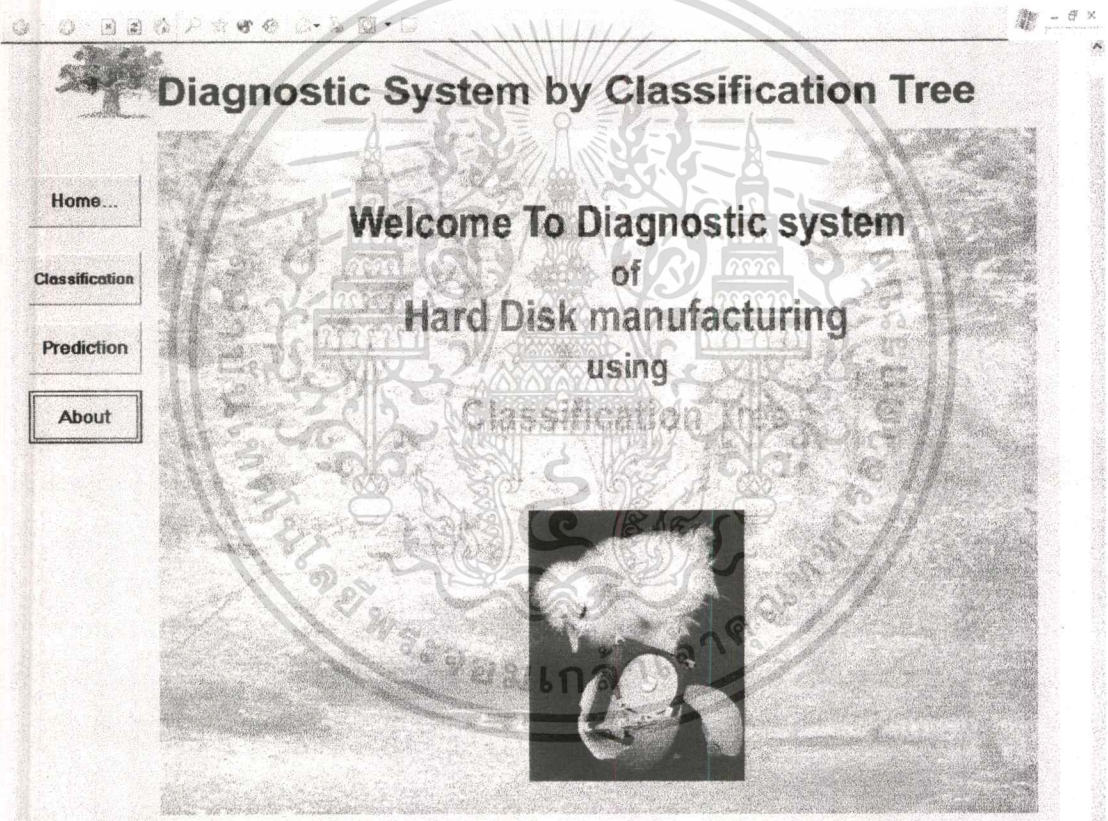 Diagnostic System by Classification Tree
Home...
Classification
Prediction
About
Welcome To Diagnostic system
of
Hard Disk manufacturing
using
Classification Tree